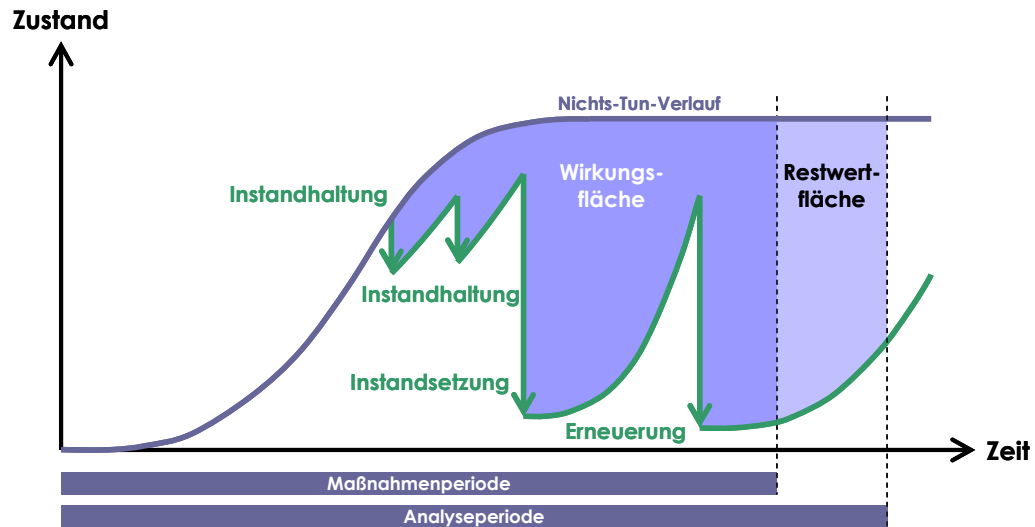 Zustand
Nichts-Tun-Verlauf
Wirkungs-
fläche
Restwert-
fläche
Instandhaltung
Instandhaltung
Instandsetzung
Erneuerung
Zeit
Maßnahmenperiode
Analyseperiode